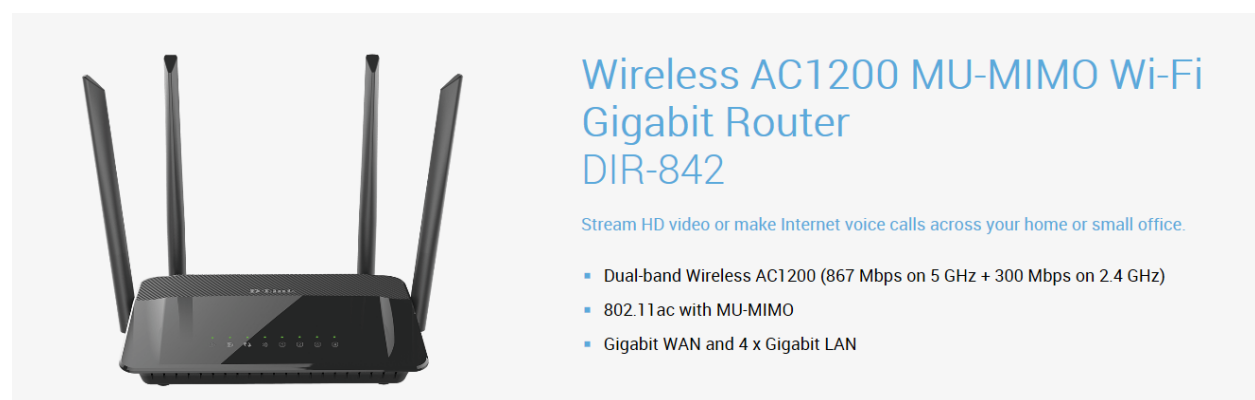 Wireless AC1200 MU-MIMO Wi-Fi
Gigabit Router
DIR-842
Stream HD video or make Internet voice calls across your home or small office.
Dual-band Wireless AC1200 (867 Mbps on 5 GHz + 300 Mbps on 2.4 GHz)
802.11ac with MU-MIMO
Gigabit WAN and 4 x Gigabit LAN
D-Link